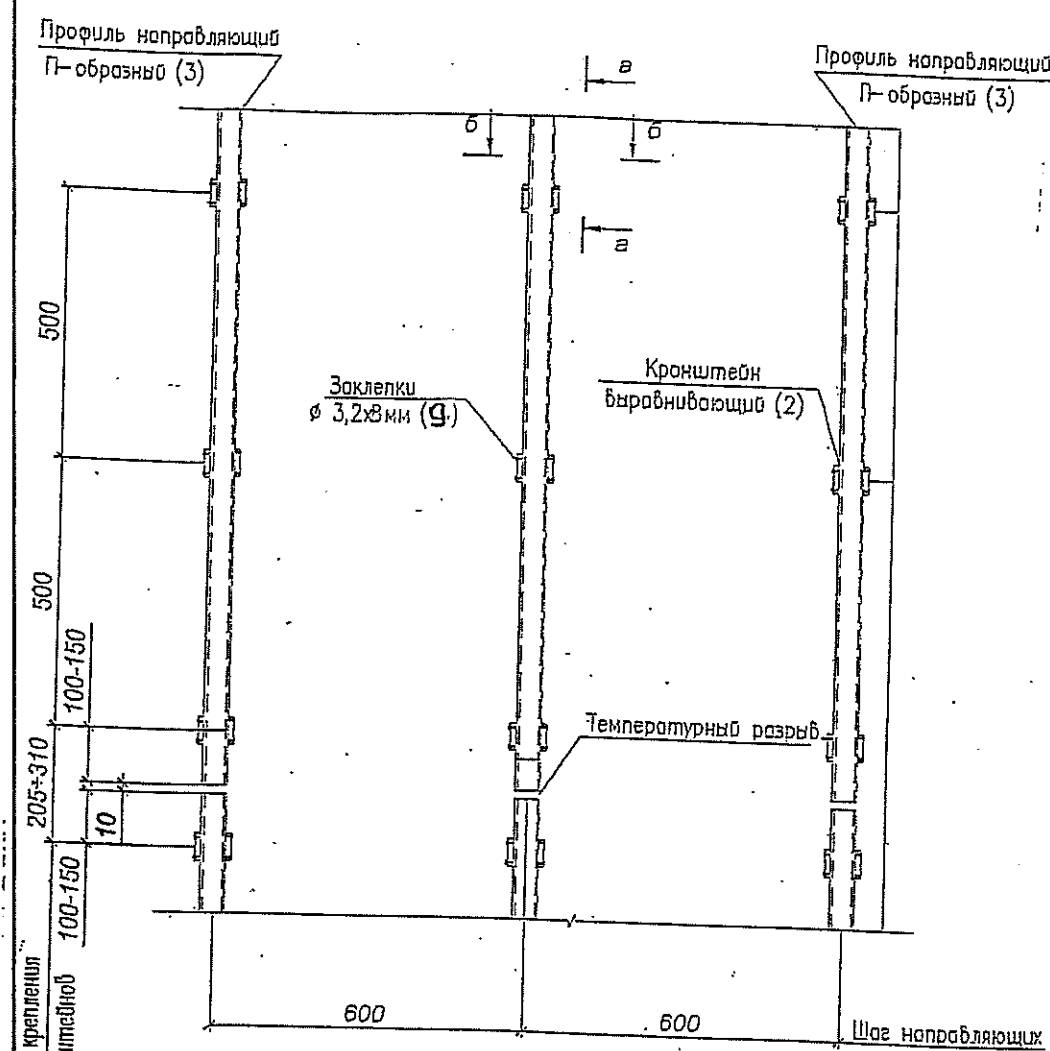 Профиль направляющий
П-образный (3)
Профиль направляющий
П-образный (3)
а
б
б
а
500
Заклепки
ϕ 3,2х8мм (9.)
Кронштейн
выравнивающий (2)
500
100-150
Температурный разрыв
205÷310
10
100-150
крепления
штейнов
600
600
Шаг направляющих